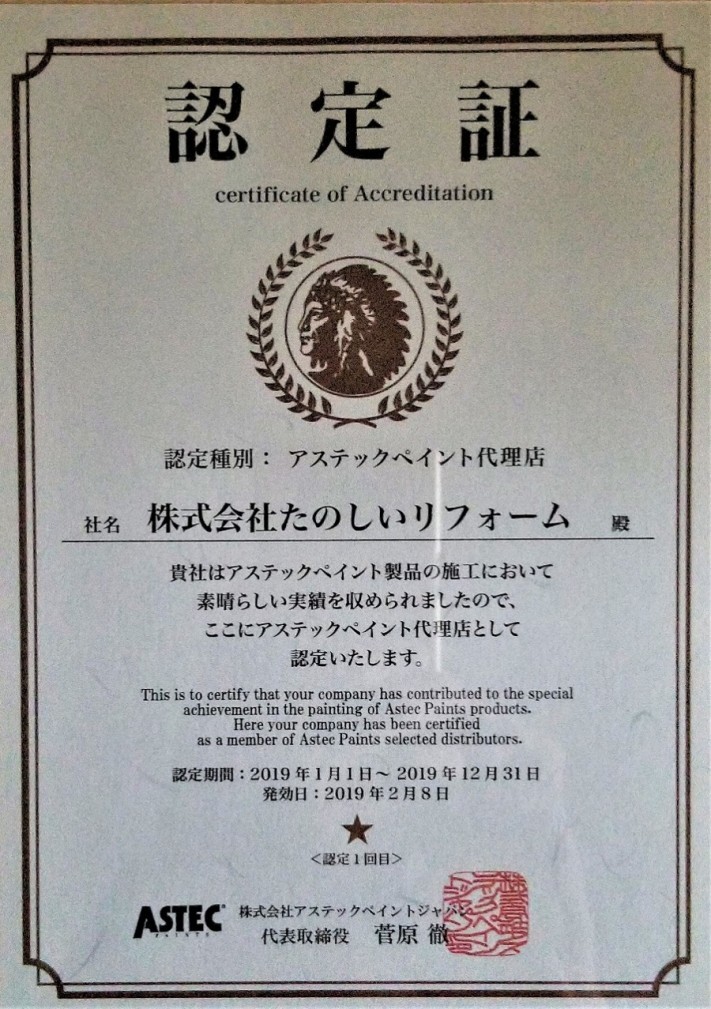 認定証
certificate of Accreditation
認定種別： アステックペイント代理店
社名 株式会社たのしいリフォーム 殿
貴社はアステックペイント製品の施工において
素晴らしい実績を収められましたので、
ここにアステックペイント代理店として
認定いたします。
This is to certify that your company has contributed to the special
achievement in the painting of Astec Paints products.
Here your company has been certified
as a member of Astec Paints selected distributors.
認定期間：2019年1月1日～2019年12月31日
発効日：2019年2月8日
＜認定1回目＞
ASTEC
PAINTS
株式会社アステックペイントジャパン
代表取締役 菅原 徹